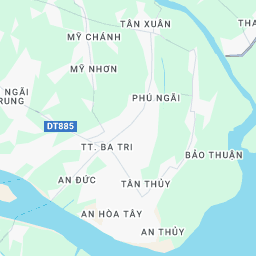 TÂN XUÂN
THA
MỸ CHÁNH
MỸ NHƠN
NGÃI
RUNG
PHÚ NGÃI
ĐT885
TT. BA TRI
BẢO THUẬN
AN ĐỨC
TÂN THỦY
AN HÒA TÂY
AN THỦY